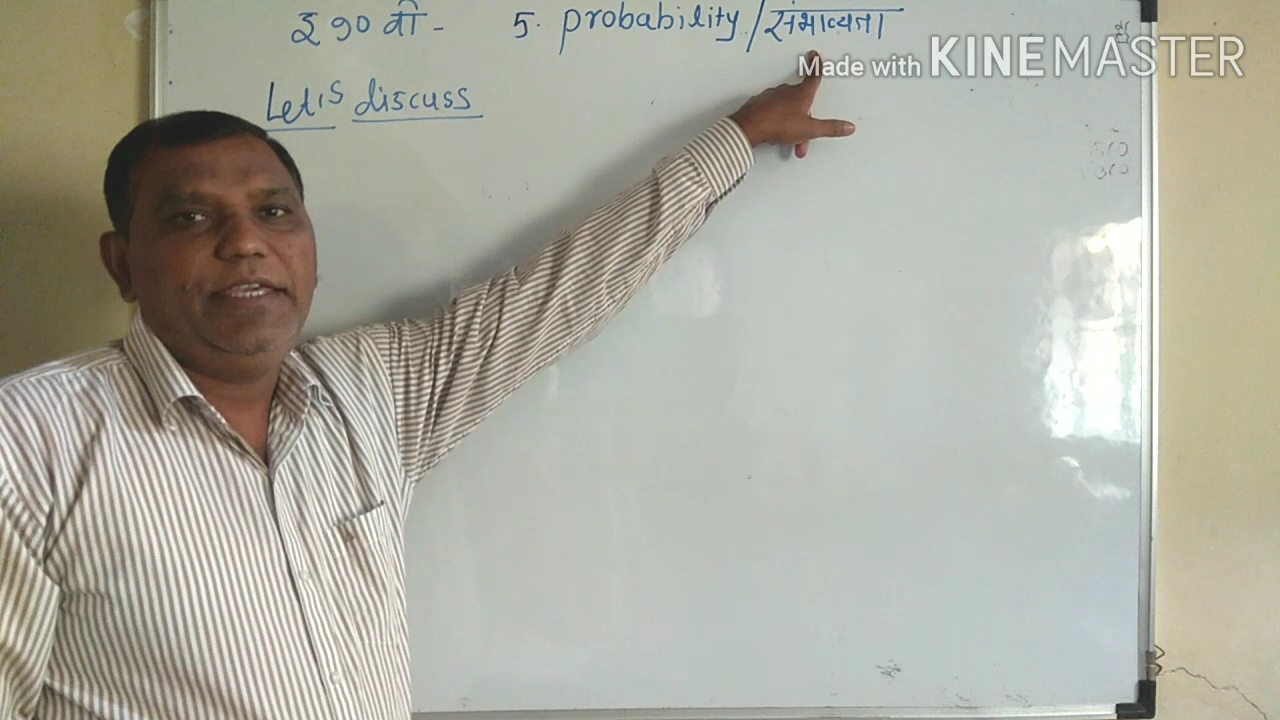 इ १० वी - 5. probability / संभाव्यता
Made with KINEMASTER
Let's discuss